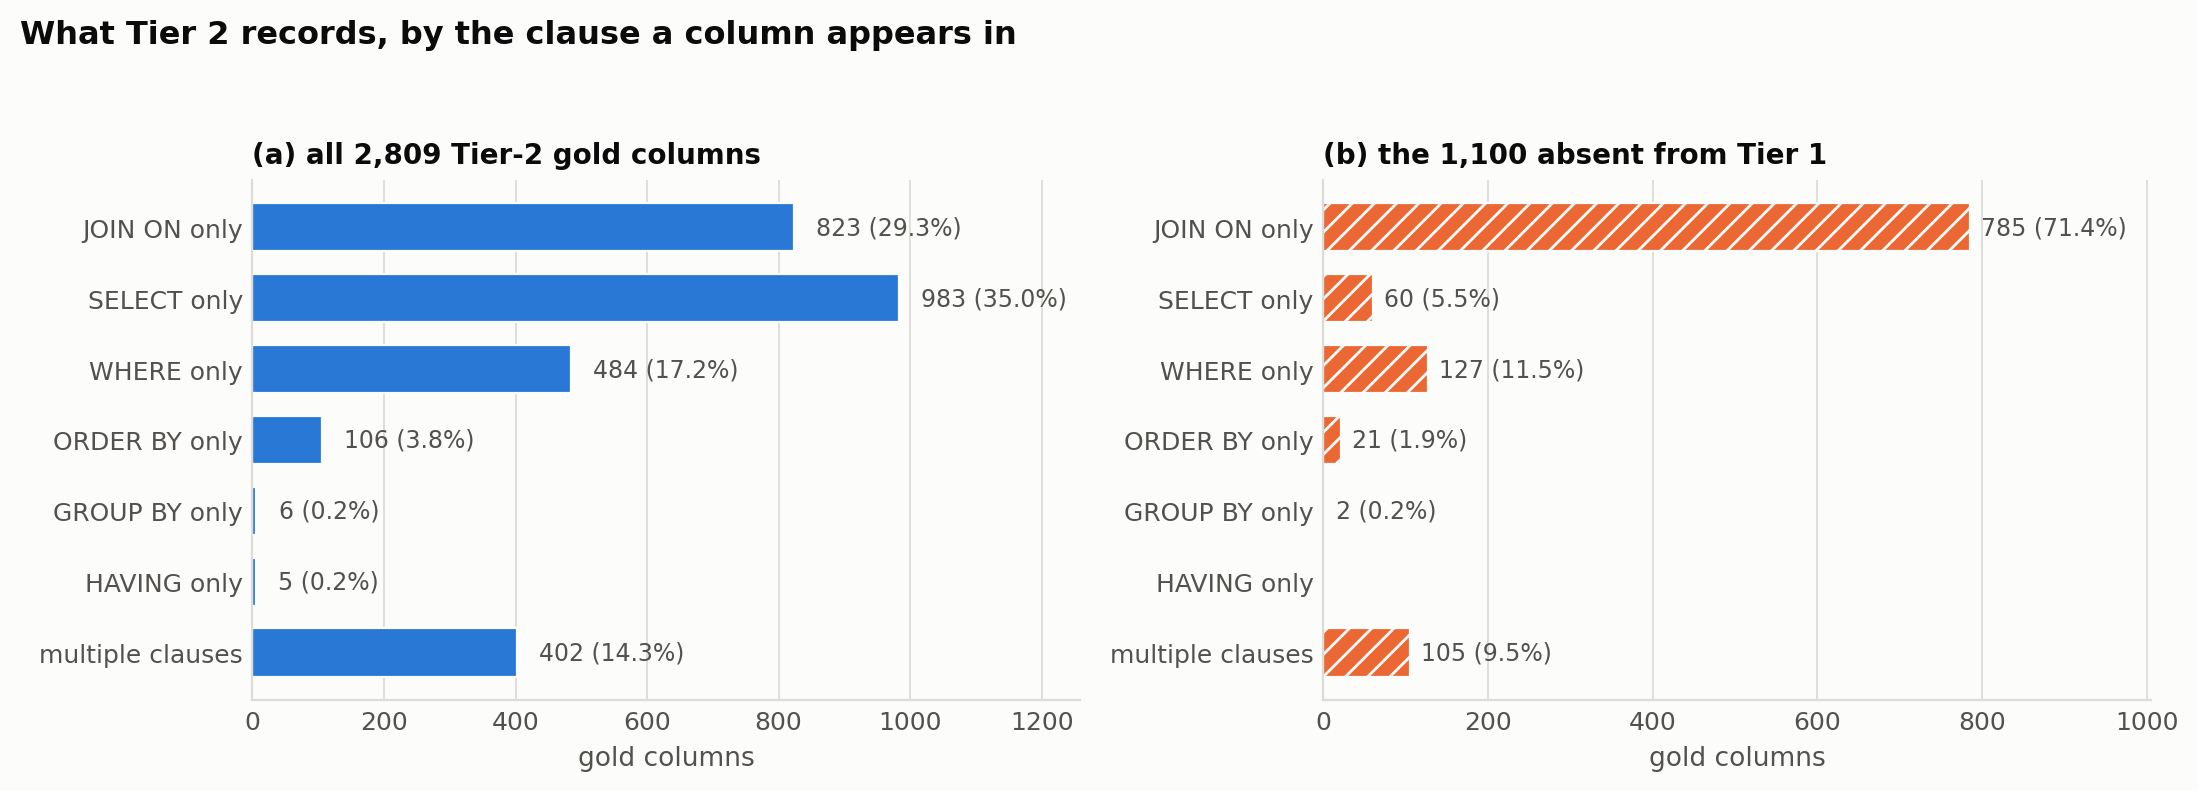 What Tier 2 records, by the clause a column appears in
(a) all 2,809 Tier-2 gold columns
JOIN ON only
823 (29.3%)
SELECT only
983 (35.0%)
WHERE only
484 (17.2%)
ORDER BY only
106 (3.8%)
GROUP BY only
6 (0.2%)
HAVING only
5 (0.2%)
multiple clauses
402 (14.3%)
0 200 400 600 800 1000 1200
gold columns
(b) the 1,100 absent from Tier 1
JOIN ON only
785 (71.4%)
SELECT only
60 (5.5%)
WHERE only
127 (11.5%)
ORDER BY only
21 (1.9%)
GROUP BY only
2 (0.2%)
HAVING only
multiple clauses
105 (9.5%)
0 200 400 600 800 1000
gold columns